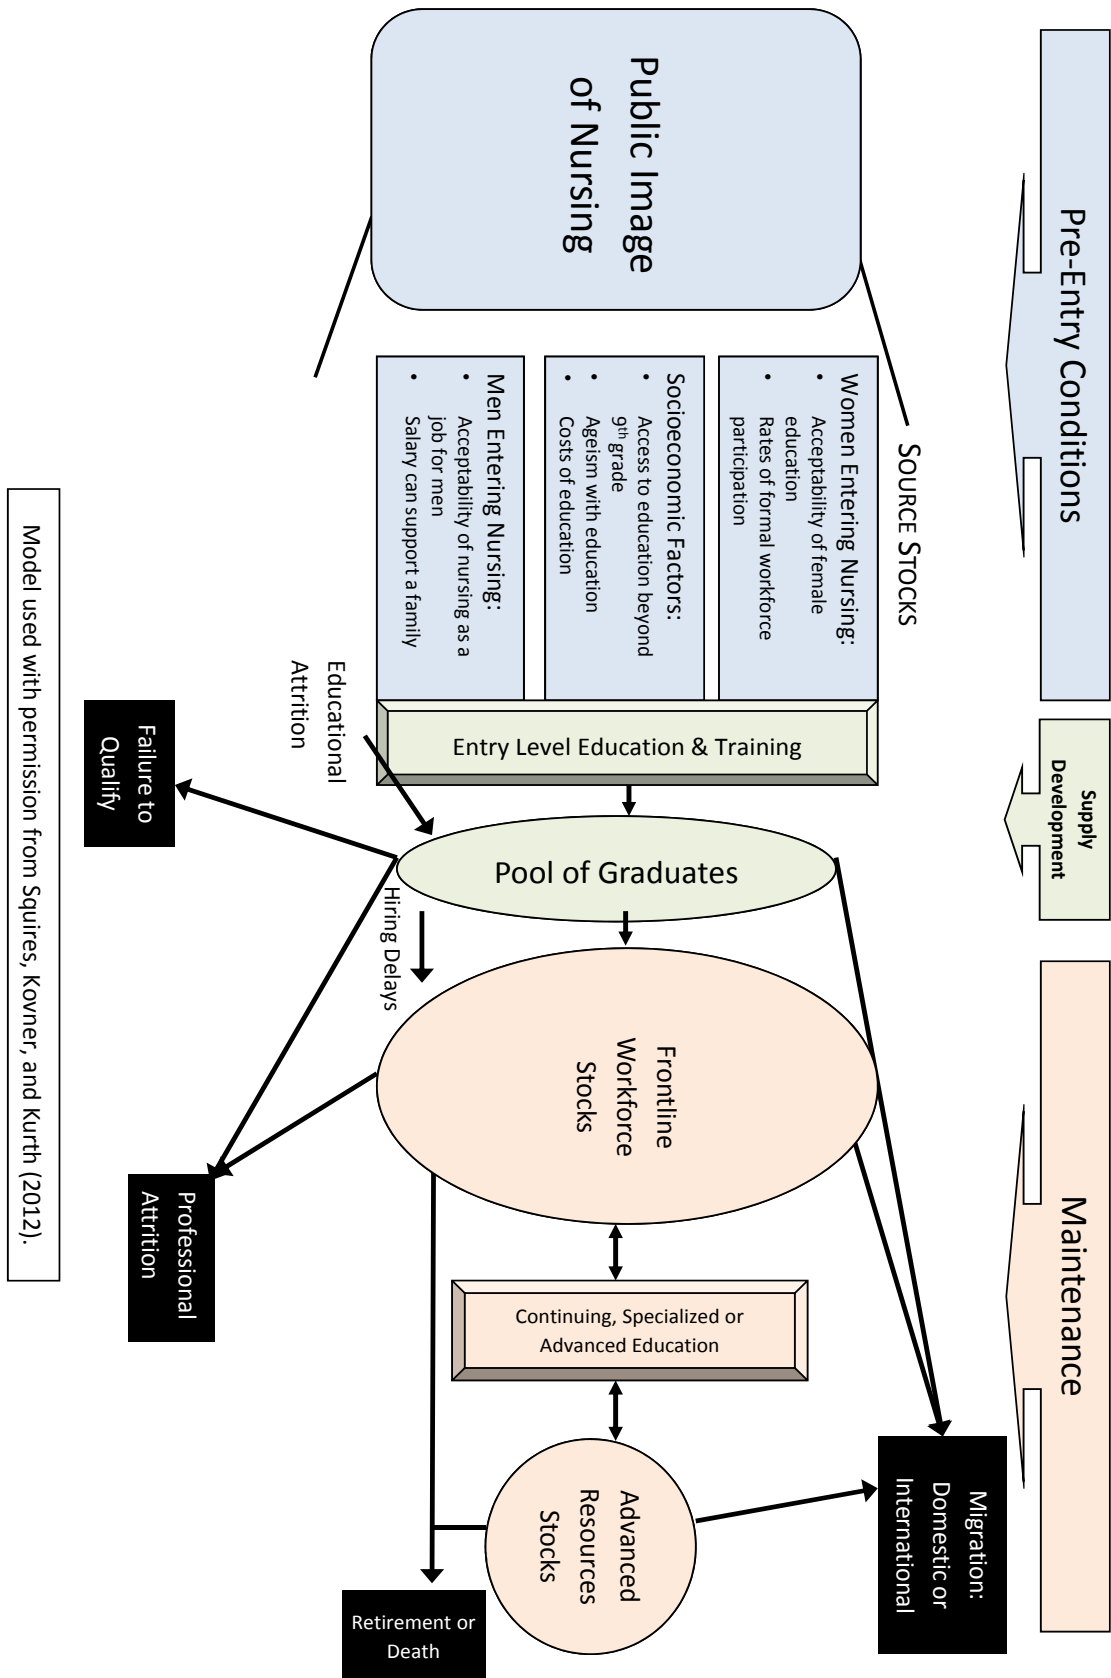 Pre-Entry Conditions
Supply
Development
Maintenance
Public Image
of Nursing
SOURCE STOCKS
Women Entering Nursing:
• Acceptability of female
education
• Rates of formal workforce
participation
Socioeconomic Factors:
• Access to education beyond
9th grade
• Ageism with education
• Costs of education
Men Entering Nursing:
• Acceptability of nursing as a
job for men
• Salary can support a family
Entry Level Education & Training
Educational
Attrition
Pool of Graduates
Hiring Delays
Failure to
Qualify
Frontline
Workforce
Stocks
Professional
Attrition
Continuing, Specialized or
Advanced Education
Advanced
Resources
Stocks
Migration:
Domestic or
International
Retirement or
Death
Model used with permission from Squires, Kovner, and Kurth (2012).